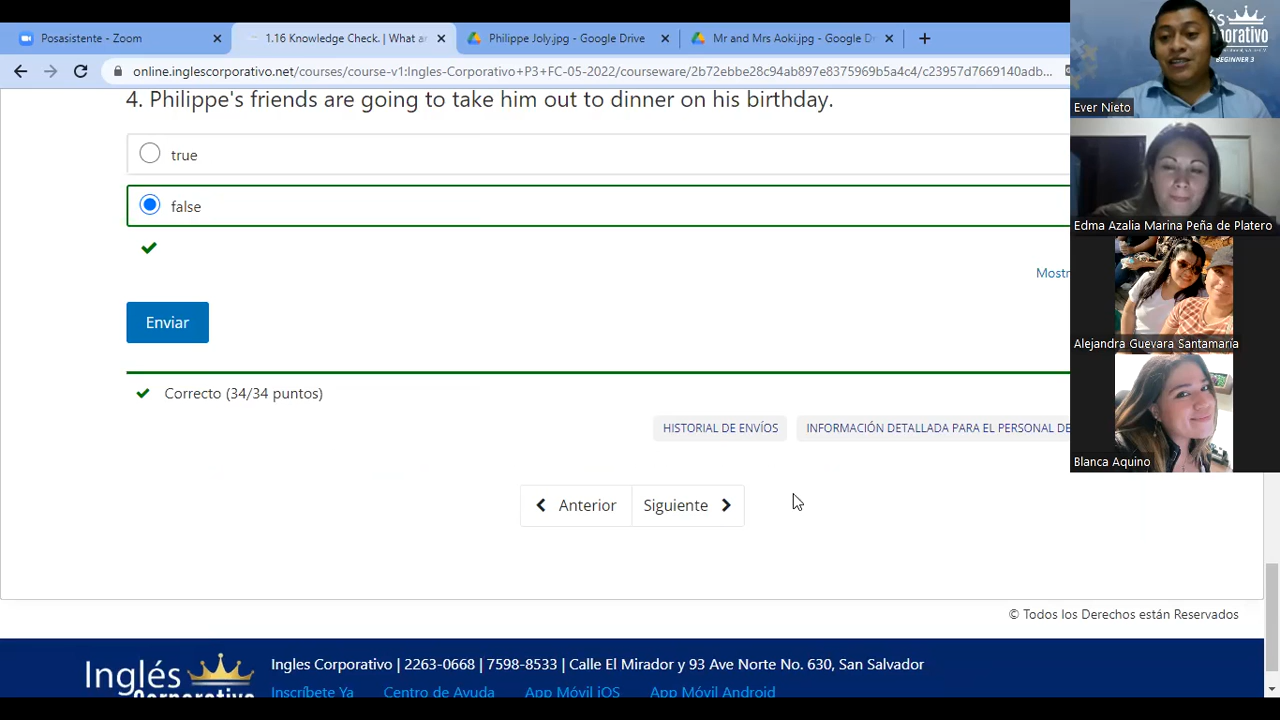 Posasistente - Zoom
1.16 Knowledge Check. | What a
Philippe Joly.jpg - Google Drive
Mr and Mrs Aoki.jpg - Google D
online.inglescorporativo.net/courses/course-v1:Ingles-Corporativo+P3+FC-05-2022/courseware/2b72ebbe28c94ab897e8375969b5a4c4/c23957d7669140adb...
4. Philippe's friends are going to take him out to dinner on his birthday.
true
false
Mostr
Enviar
Correcto (34/34 puntos)
HISTORIAL DE ENVÍOS
INFORMACIÓN DETALLADA PARA EL PERSONAL DE
Anterior
Siguiente
© Todos los Derechos están Reservados
Inglés
Corporativo
Ingles Corporativo | 2263-0668 | 7598-8533 | Calle El Mirador y 93 Ave Norte No. 630, San Salvador
Inscríbete Ya
Centro de Ayuda
App Móvil iOS
App Móvil Android
BEGINNER 3
Ever Nieto
Edma Azalia Marina Peña de Platero
Alejandra Guevara Santamaría
Blanca Aquino